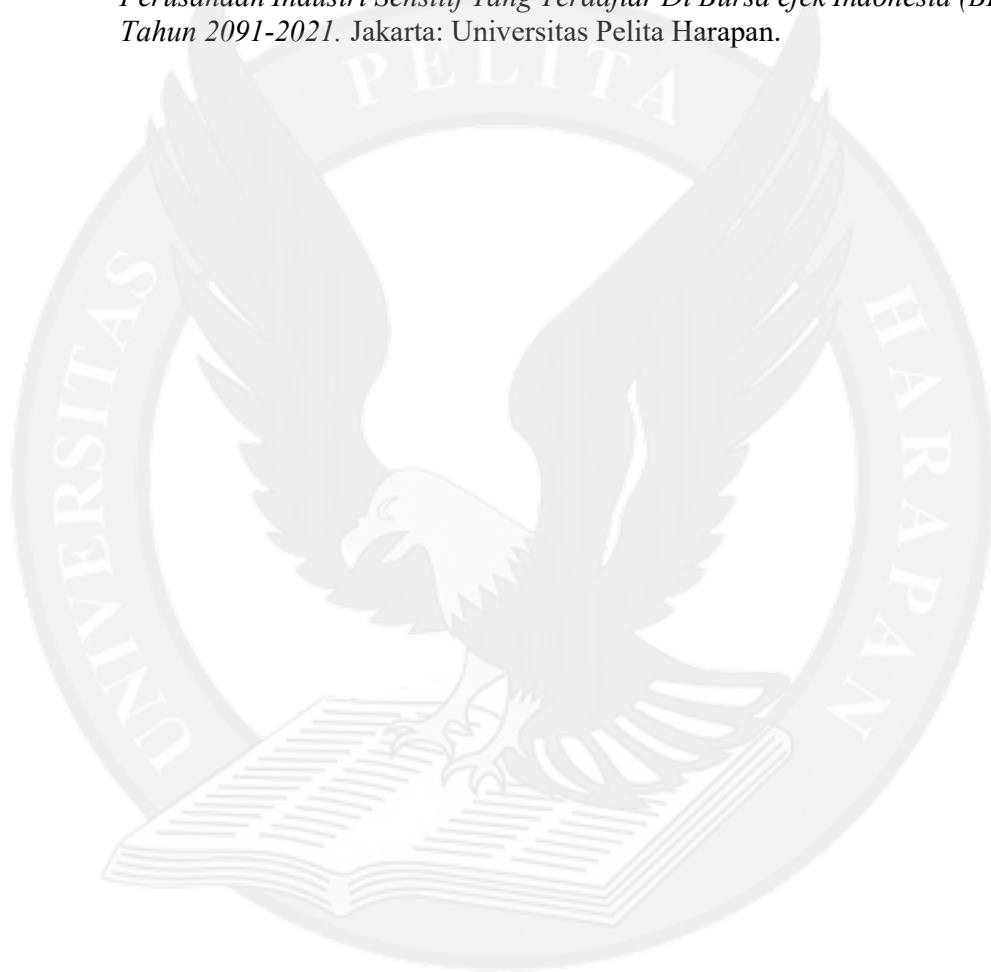 Perusahaan Industri Sensitif Yang Terdaftar Di Bursa efek Indonesia
Tahun 2091-2021. Jakarta: Universitas Pelita Harapan.
PELITA
UNIVERSITAS
HARAPAN